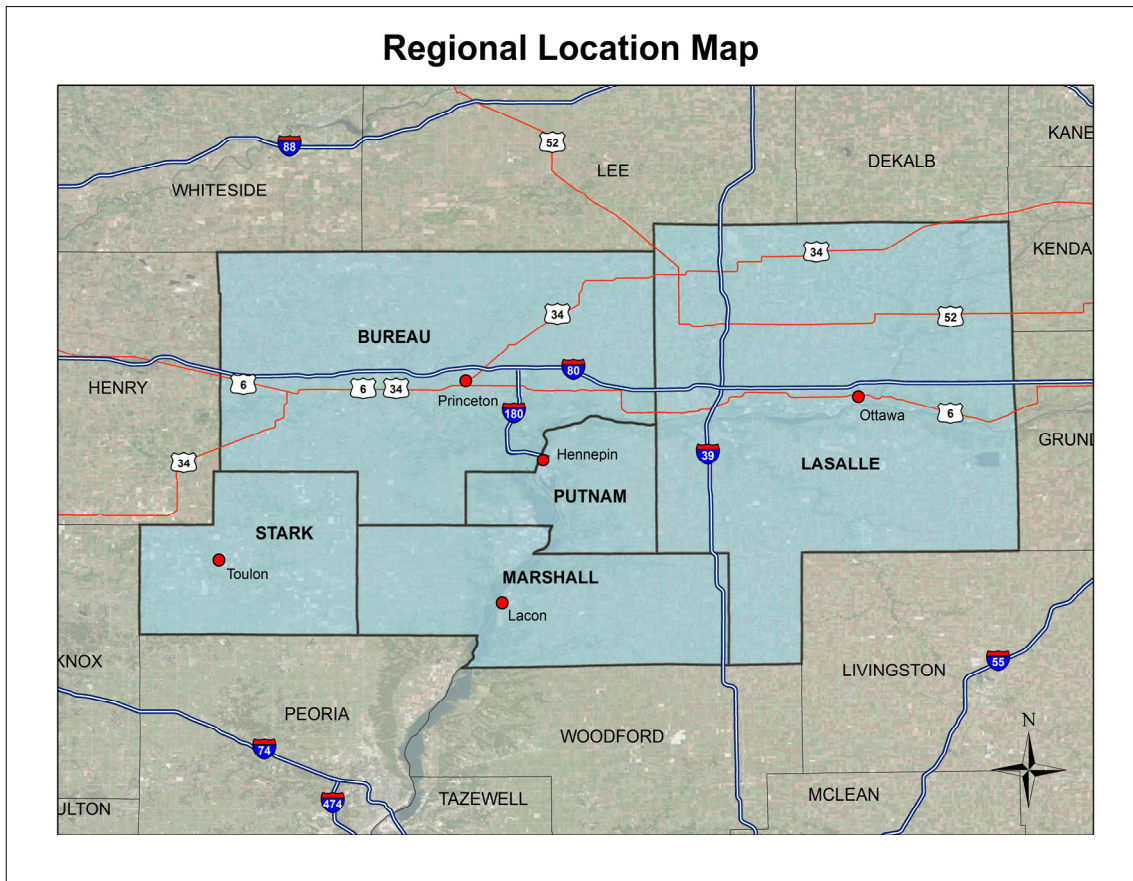 Regional Location Map
KANE
52
88
DEKALB
LEE
WHITESIDE
34
KENDA
34
52
BUREAU
80
6
6
34
HENRY
Princeton
180
Ottawa
6
GRUND
Hennepin
39
34
LASALLE
PUTNAM
STARK
Toulon
MARSHALL
Lacon
KNOX
55
LIVINGSTON
PEORIA
N
WOODFORD
74
MCLEAN
TAZEWELL
474
ULTON